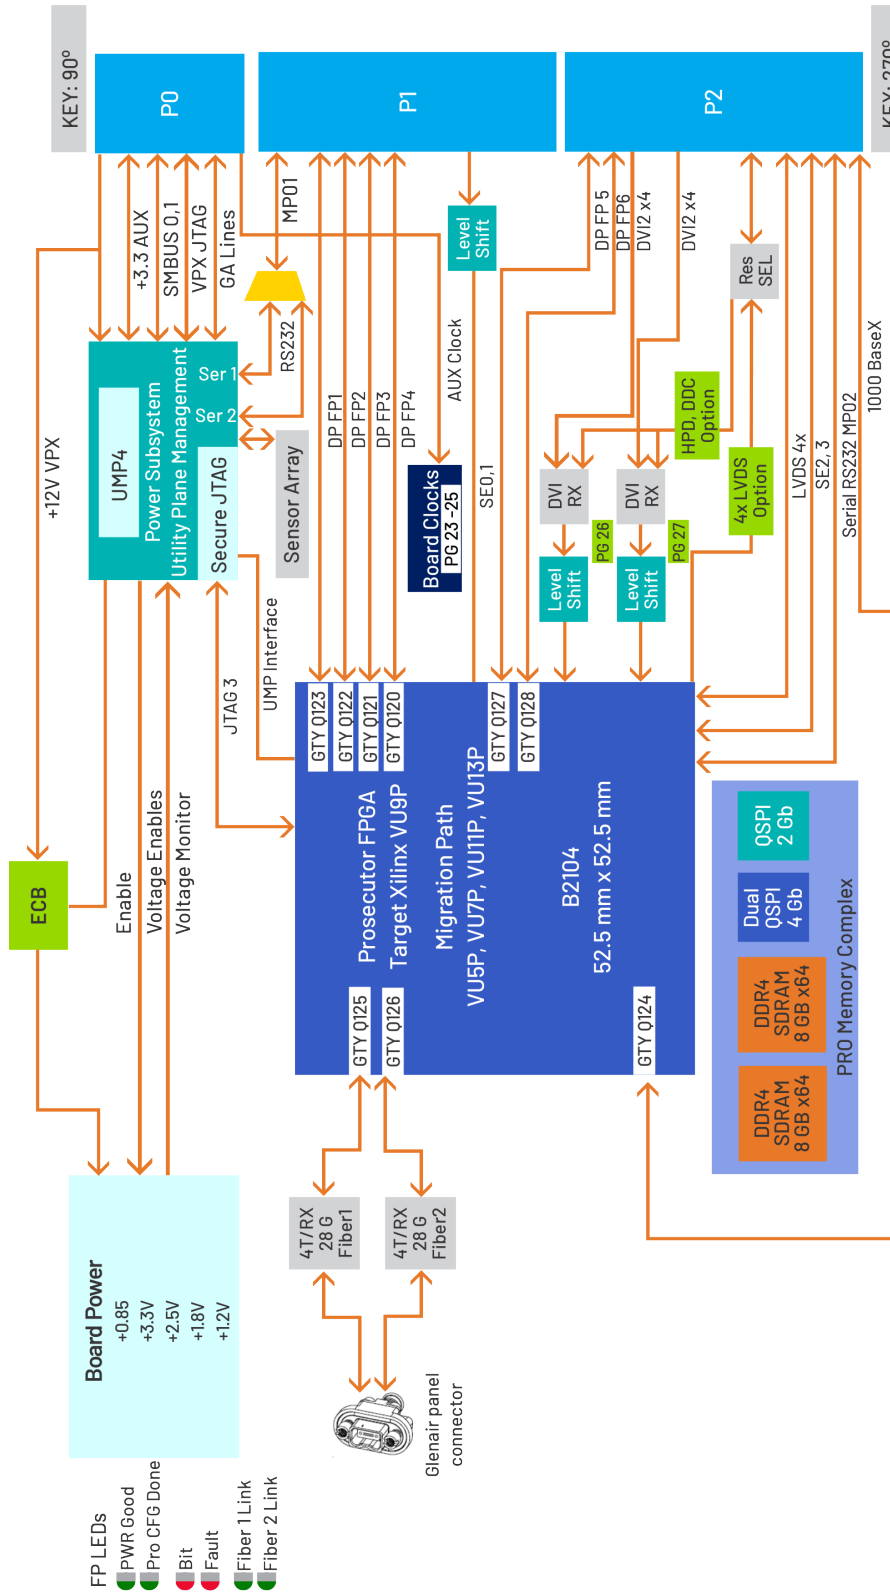 KEY: 90°
P0
P1
P2
+12V VPX
+3.3 AUX
SMBUS 0,1
VPX JTAG
GA Lines
MP01
RS232
DP FP1
DP FP2
DP FP3
DP FP4
Level
Shift
AUX Clock
SE0,1
DP FP 5
DP FP6
DVI2 x4
DVI2 x4
Res
SEL
HPD, DDC
Option
4x LVDS
Option
LVDS 4x
SE2, 3
Serial RS232 MP02
1000 BaseX
UMP4
Power Subsystem
Utility Plane Management
Ser 1
Ser 2
Secure JTAG
Sensor Array
Board Clocks
PG 23 -25
DVI
RX
DVI
RX
PG 26
PG 27
Level
Shift
Level
Shift
ECB
Enable
Voltage Enables
Voltage Monitor
JTAG 3
UMP Interface
GTY Q123
GTY Q122
GTY Q121
GTY Q120
GTY Q127
GTY Q128
Prosecutor FPGA
Target Xilinx VU9P
Migration Path
VU5P, VU7P, VU11P, VU13P
B2104
52.5 mm x 52.5 mm
GTY Q125
GTY Q126
GTY Q124
QSPI
2 Gb
Dual
QSPI
4 Gb
DDR4
SDRAM
8 GB x64
DDR4
SDRAM
8 GB x64
PRO Memory Complex
Board Power
+0.85
+3.3V
+2.5V
+1.8V
+1.2V
4T/RX
28 G
Fiber1
4T/RX
28 G
Fiber2
Glenair panel
connector
FP LEDs
PWR Good
Pro CFG Done
Bit
Fault
Fiber 1 Link
Fiber 2 Link